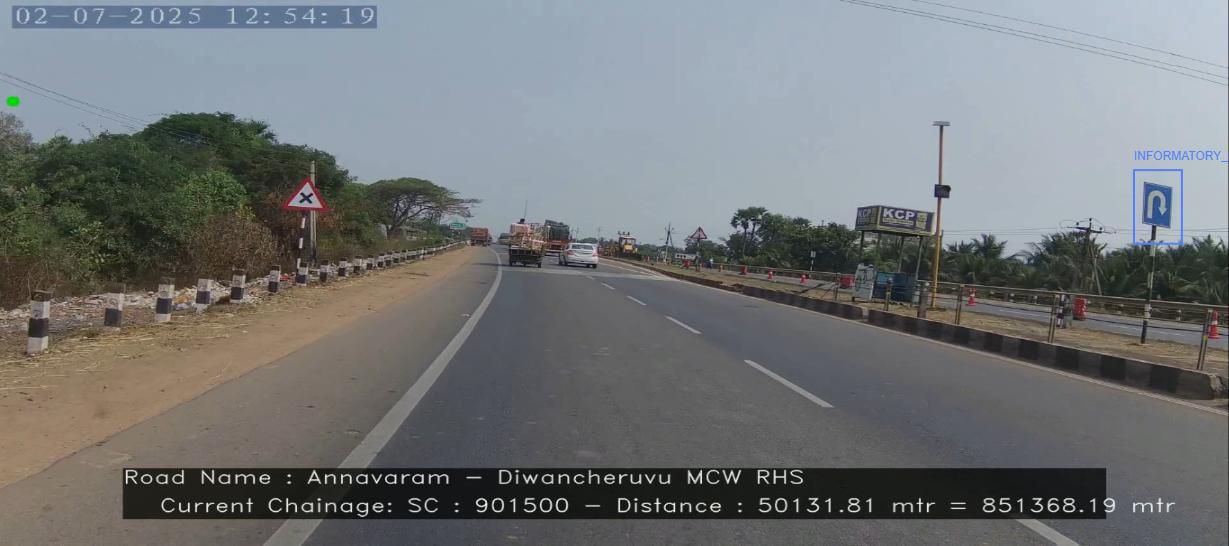 02-07-2025 12:54:19
INFORMATORY_
KCP
KCP
Road Name : Annavaram - Diwancheruvu MCW RHS
Current Chainage: SC : 901500 - Distance : 50131.81 mtr = 851368.19 mtr